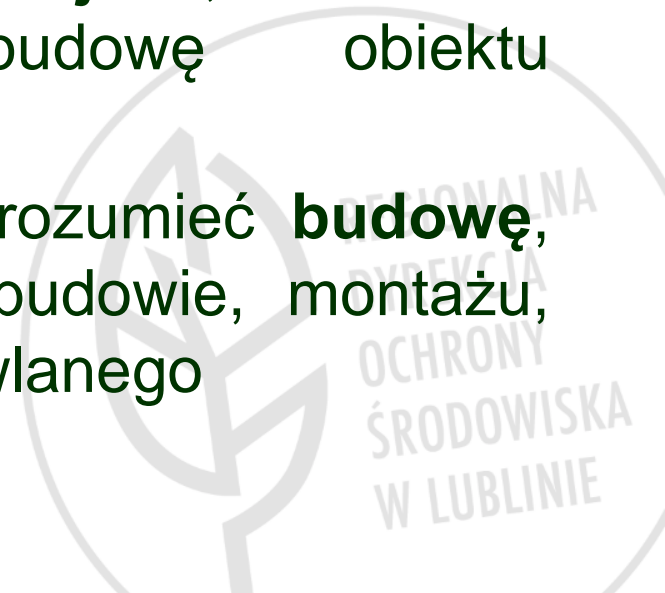 budowę obiektu
rozumieć budowę,
budowie, montażu,
wlanego
REGIONALNA
DYREKCJA
OCHRONY
ŚRODOWISKA
W LUBLINIE